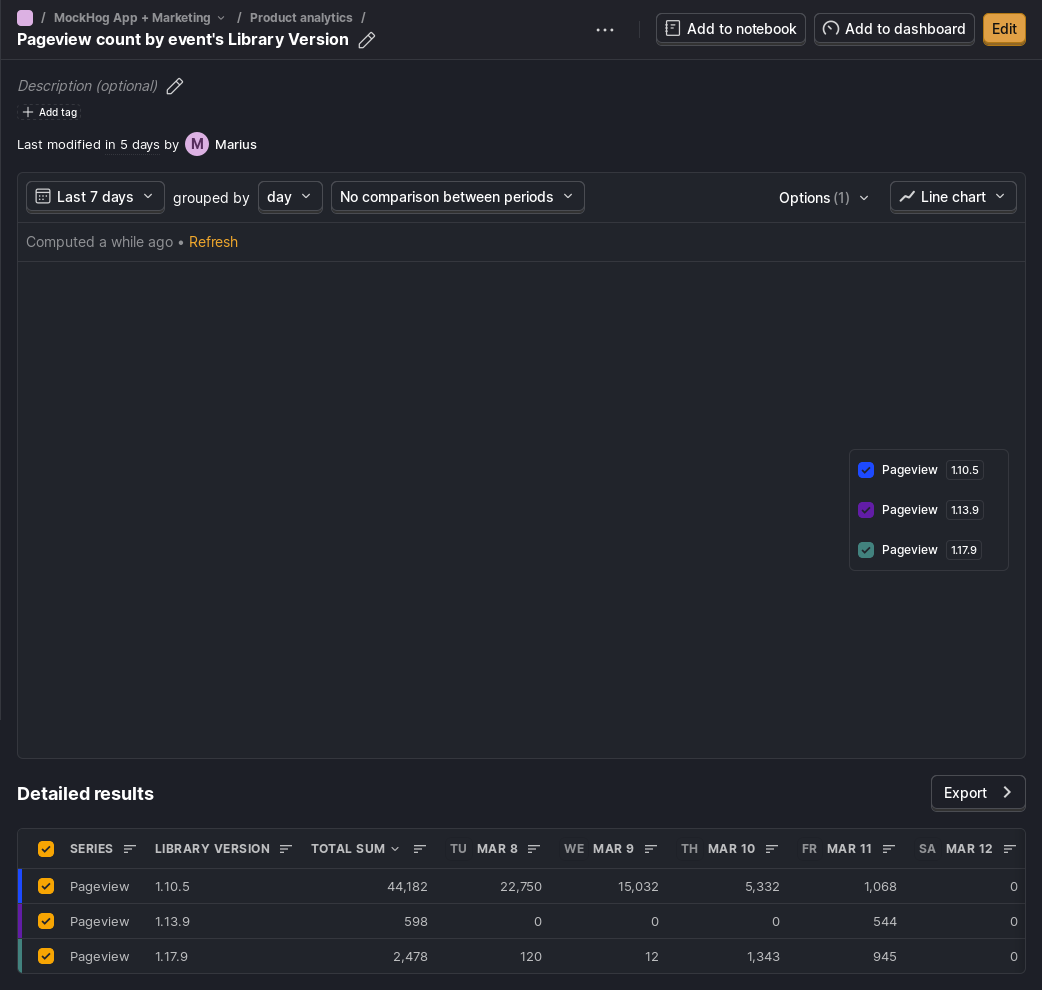 / MockHog App + Marketing / Product analytics /
Pageview count by event's Library Version
Add to notebook
Add to dashboard
Edit
Description (optional)
Add tag
Last modified in 5 days by M Marius
Last 7 days grouped by day No comparison between periods Options (1) Line chart
Computed a while ago • Refresh
Pageview 1.10.5
Pageview 1.13.9
Pageview 1.17.9
Detailed results
Export
SERIES LIBRARY VERSION TOTAL SUM TU MAR 8 WE MAR 9 TH MAR 10 FR MAR 11 SA MAR 12
Pageview 1.10.5 44,182 22,750 15,032 5,332 1,068 0
Pageview 1.13.9 598 0 0 0 544 0
Pageview 1.17.9 2,478 120 12 1,343 945 0